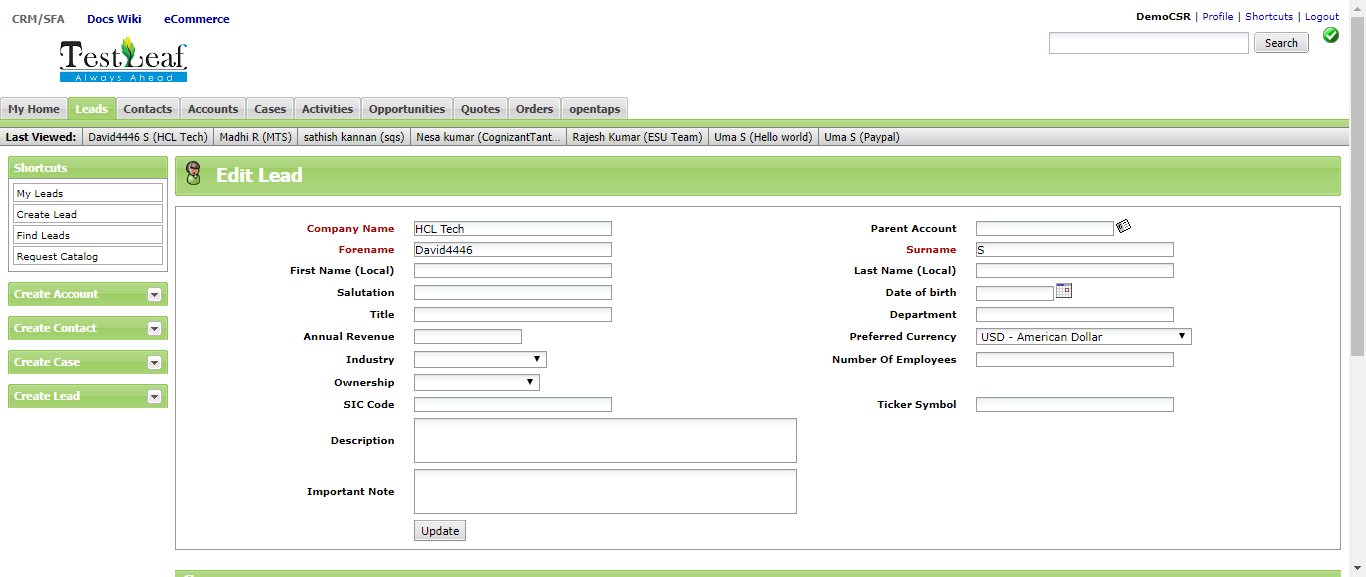 CRM/SFA Docs Wiki eCommerce
DemoCSR | Profile | Shortcuts | Logout
TestLeaf
Always Ahead
Search
My Home Leads Contacts Accounts Cases Activities Opportunities Quotes Orders opentaps
Last Viewed: David4446 S (HCL Tech) Madhi R (MTS) sathish kannan (sqs) Nesa kumar (CognizantTant... Rajesh Kumar (ESU Team) Uma S (Hello world) Uma S (Paypal)
Shortcuts
My Leads
Create Lead
Find Leads
Request Catalog
Create Account
Create Contact
Create Case
Create Lead
Edit Lead
Company Name HCL Tech Parent Account
Forename David4446 Surname S
First Name (Local) Last Name (Local)
Salutation Date of birth
Title Department
Annual Revenue Preferred Currency USD - American Dollar
Industry Number Of Employees
Ownership
SIC Code Ticker Symbol
Description
Important Note
Update